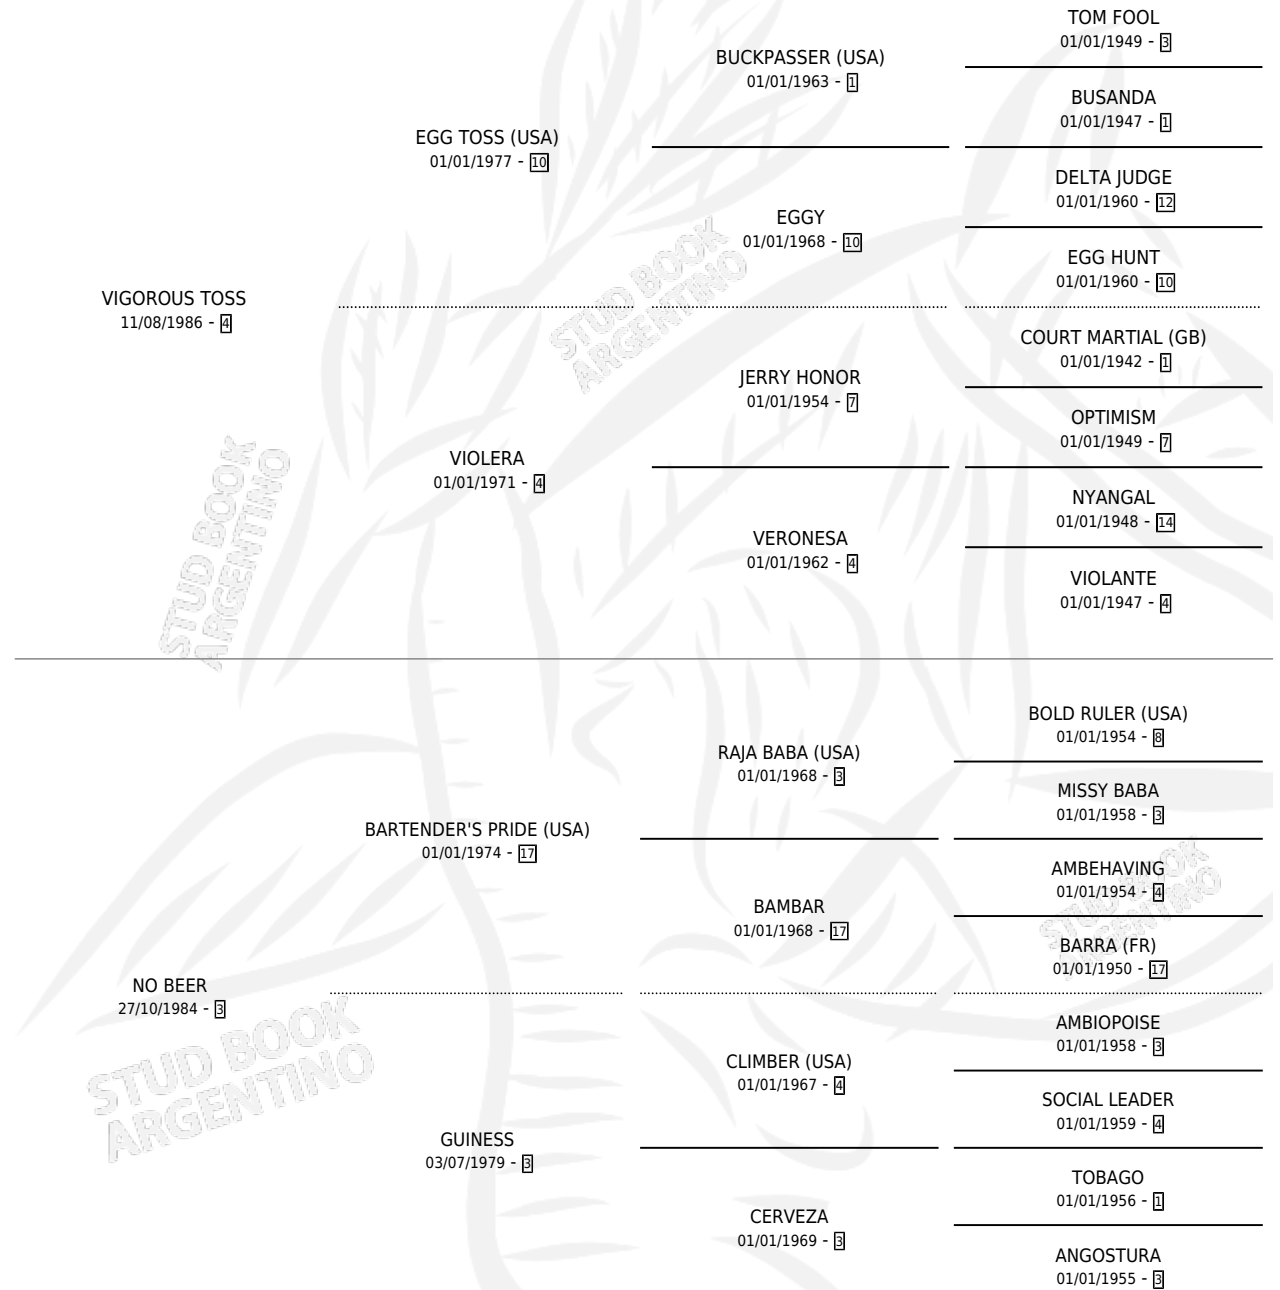 TOM FOOL
01/01/1949 - 3
BUCKPASSER (USA)
01/01/1963 - 1
BUSANDA
01/01/1947 - 1
EGG TOSS (USA)
01/01/1977 - 10
DELTA JUDGE
01/01/1960 - 12
EGGY
01/01/1968 - 10
EGG HUNT
01/01/1960 - 10
VIGOROUS TOSS
11/08/1986 - 4
STUD BOOK
ARGENTINO
COURT MARTIAL (GB)
01/01/1942 - 1
JERRY HONOR
01/01/1954 - 7
OPTIMISM
01/01/1949 - 7
VIOLERA
01/01/1971 - 4
NYANGAL
01/01/1948 - 14
VERONESA
01/01/1962 - 4
VIOLANTE
01/01/1947 - 4
STUD BOOK
ARGENTINO
BOLD RULER (USA)
01/01/1954 - 8
RAJA BABA (USA)
01/01/1968 - 3
MISSY BABA
01/01/1958 - 3
BARTENDER'S PRIDE (USA)
01/01/1974 - 17
AMBEHAVING
01/01/1954 - 4
STUD BOOK
ARGENTINO
BAMBAR
01/01/1968 - 17
BARRA (FR)
01/01/1950 - 17
NO BEER
27/10/1984 - 3
STUD BOOK
ARGENTINO
AMBIOPOISE
01/01/1958 - 3
CLIMBER (USA)
01/01/1967 - 4
SOCIAL LEADER
01/01/1959 - 4
GUINESS
03/07/1979 - 3
TOBAGO
01/01/1956 - 1
CERVEZA
01/01/1969 - 3
ANGOSTURA
01/01/1955 - 3